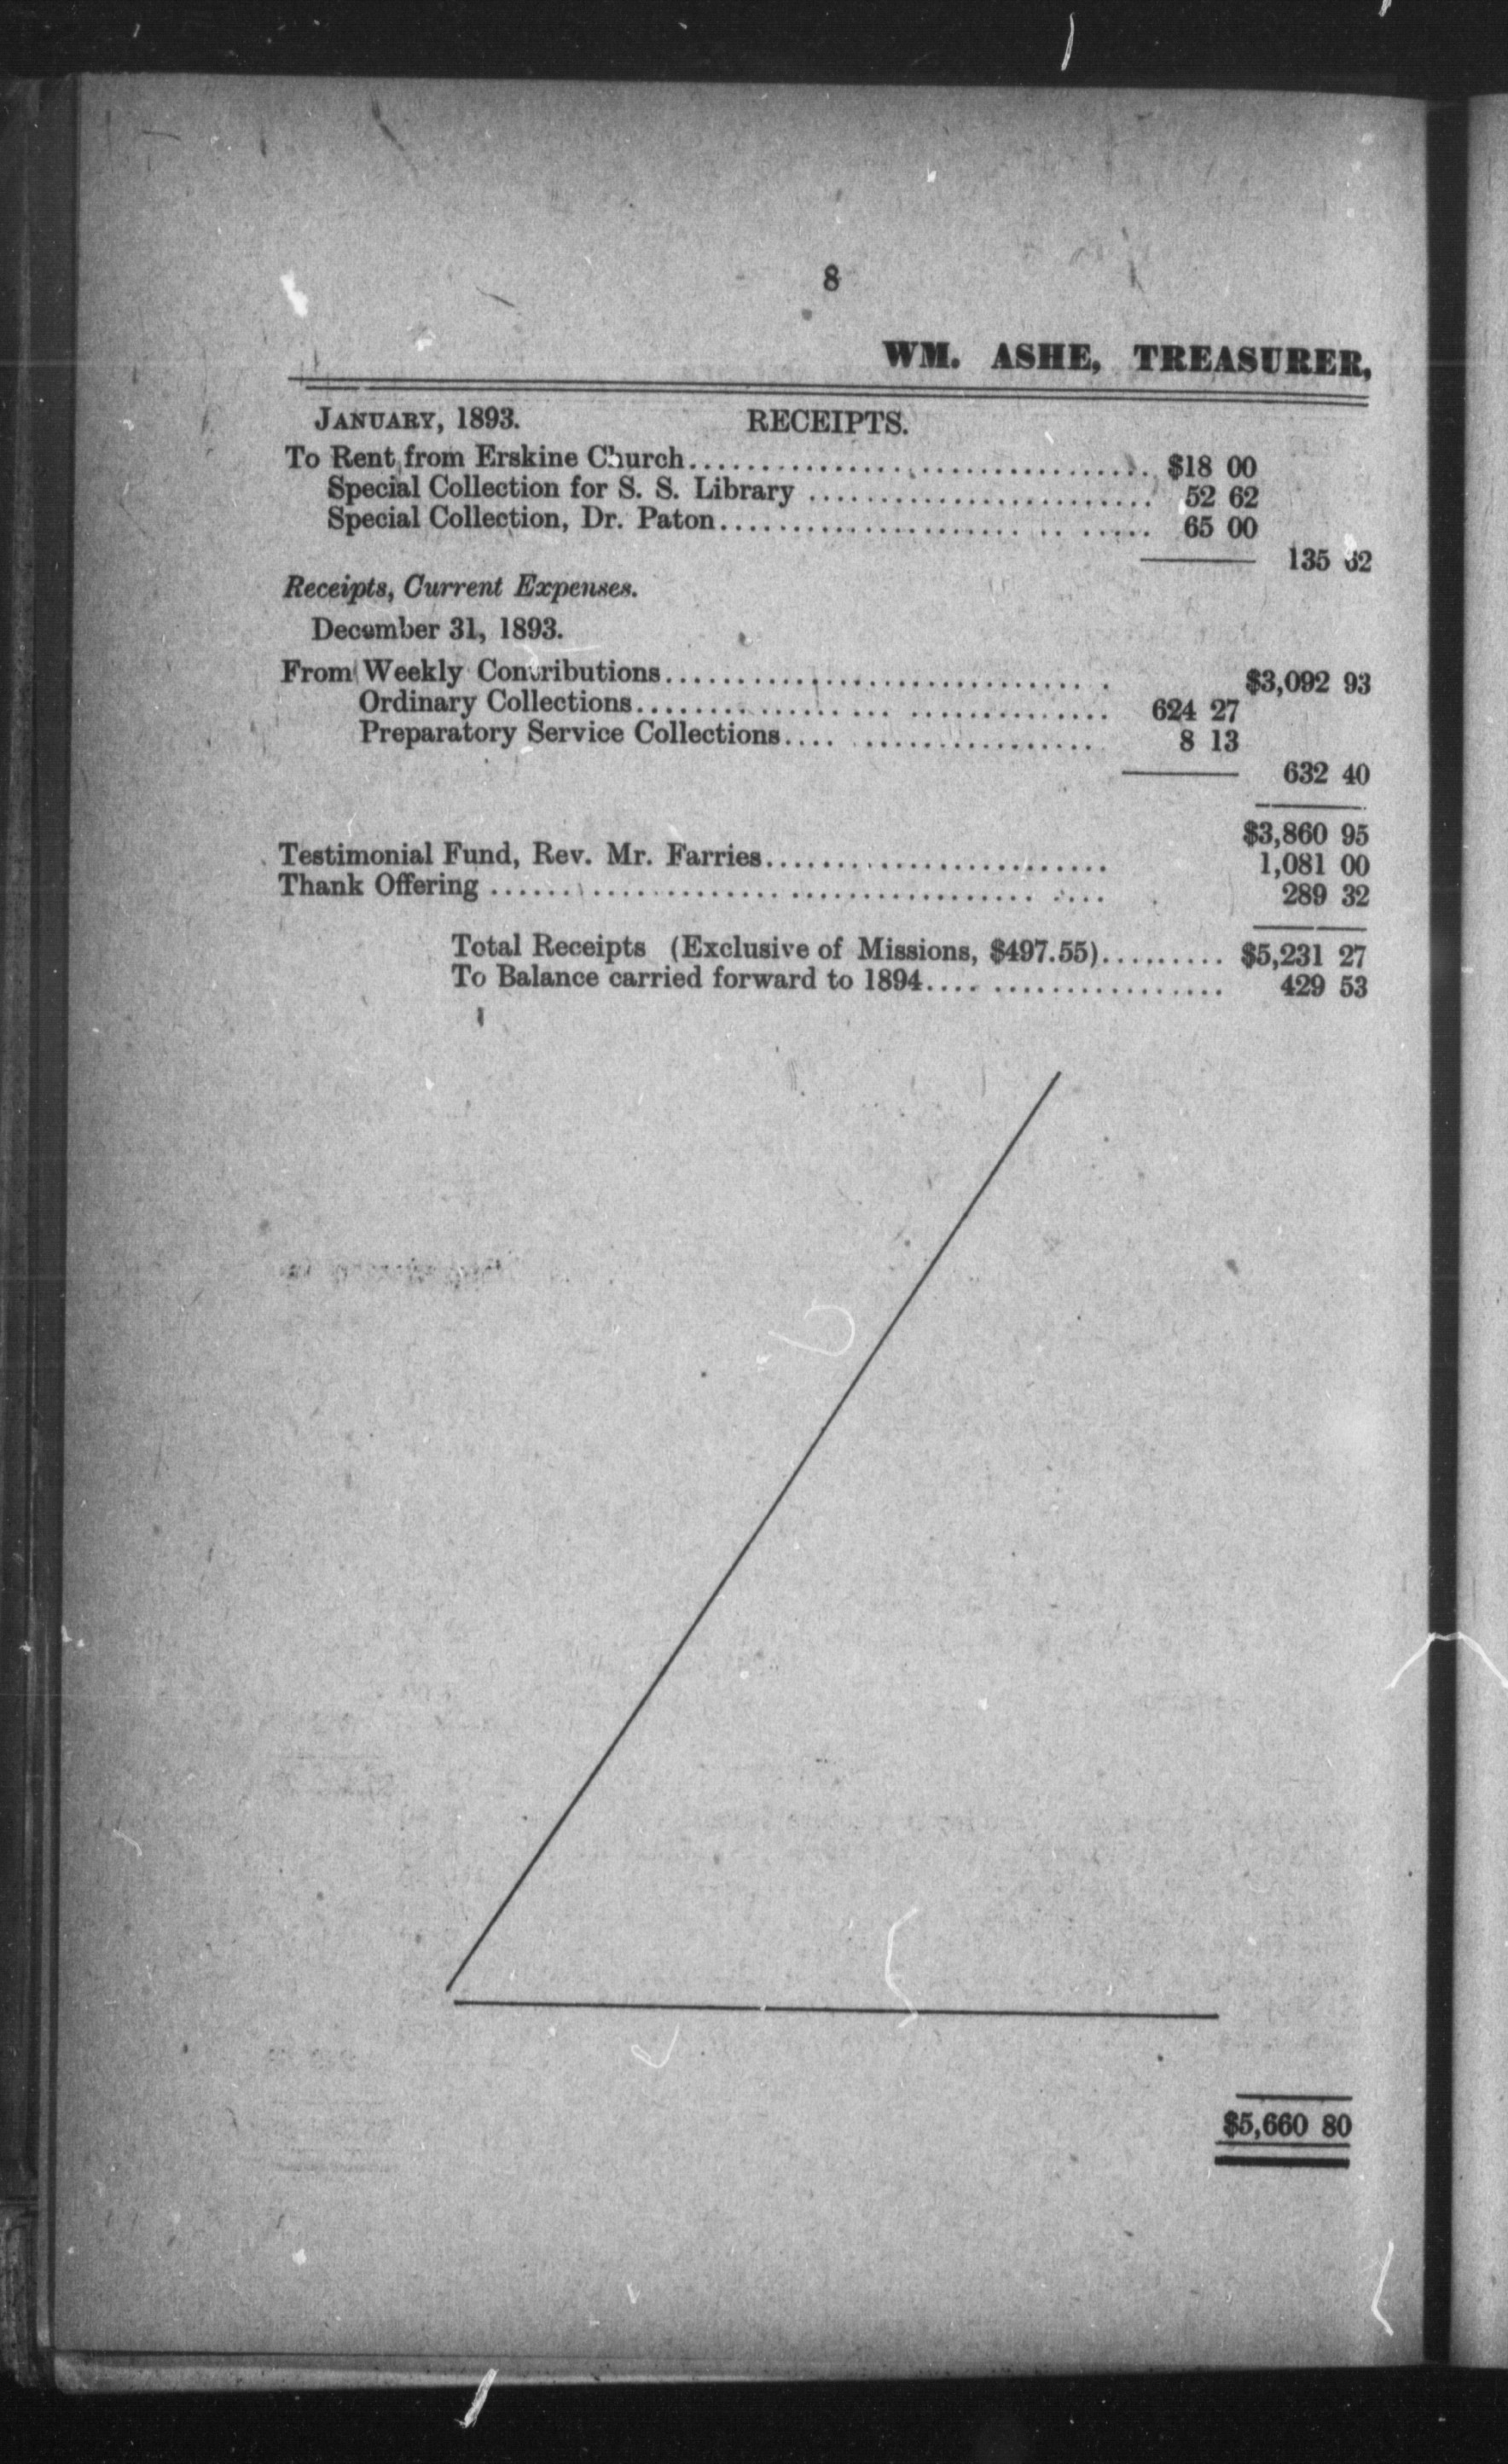 8
WM. ASHE, TREASURER,
JANUARY, 1893. RECEIPTS.
To Rent from Erskine Church........................ $18 00
Special Collection for S. S. Library ........................ 52 62
Special Collection, Dr. Paton........................ 65 00
135 62
Receipts, Current Expenses.
December 31, 1893.
From Weekly Contributions........................ $3,092 93
Ordinary Collections........................ 624 27
Preparatory Service Collections........................ 8 13
632 40
$3,860 95
Testimonial Fund, Rev. Mr. Farries........................ 1,081 00
Thank Offering ........................ 289 32
Total Receipts (Exclusive of Missions, $497.55)......... $5,231 27
To Balance carried forward to 1894.................... 429 53
$5,660 80